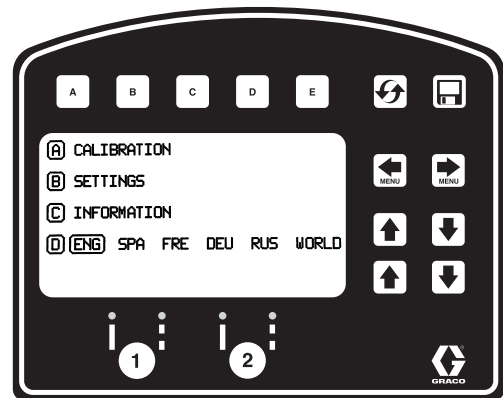 A B C D E
A CALIBRATION
MENU MENU
B SETTINGS
C INFORMATION
D ENG SPA FRE DEU RUS WORLD
1 2
GRACO